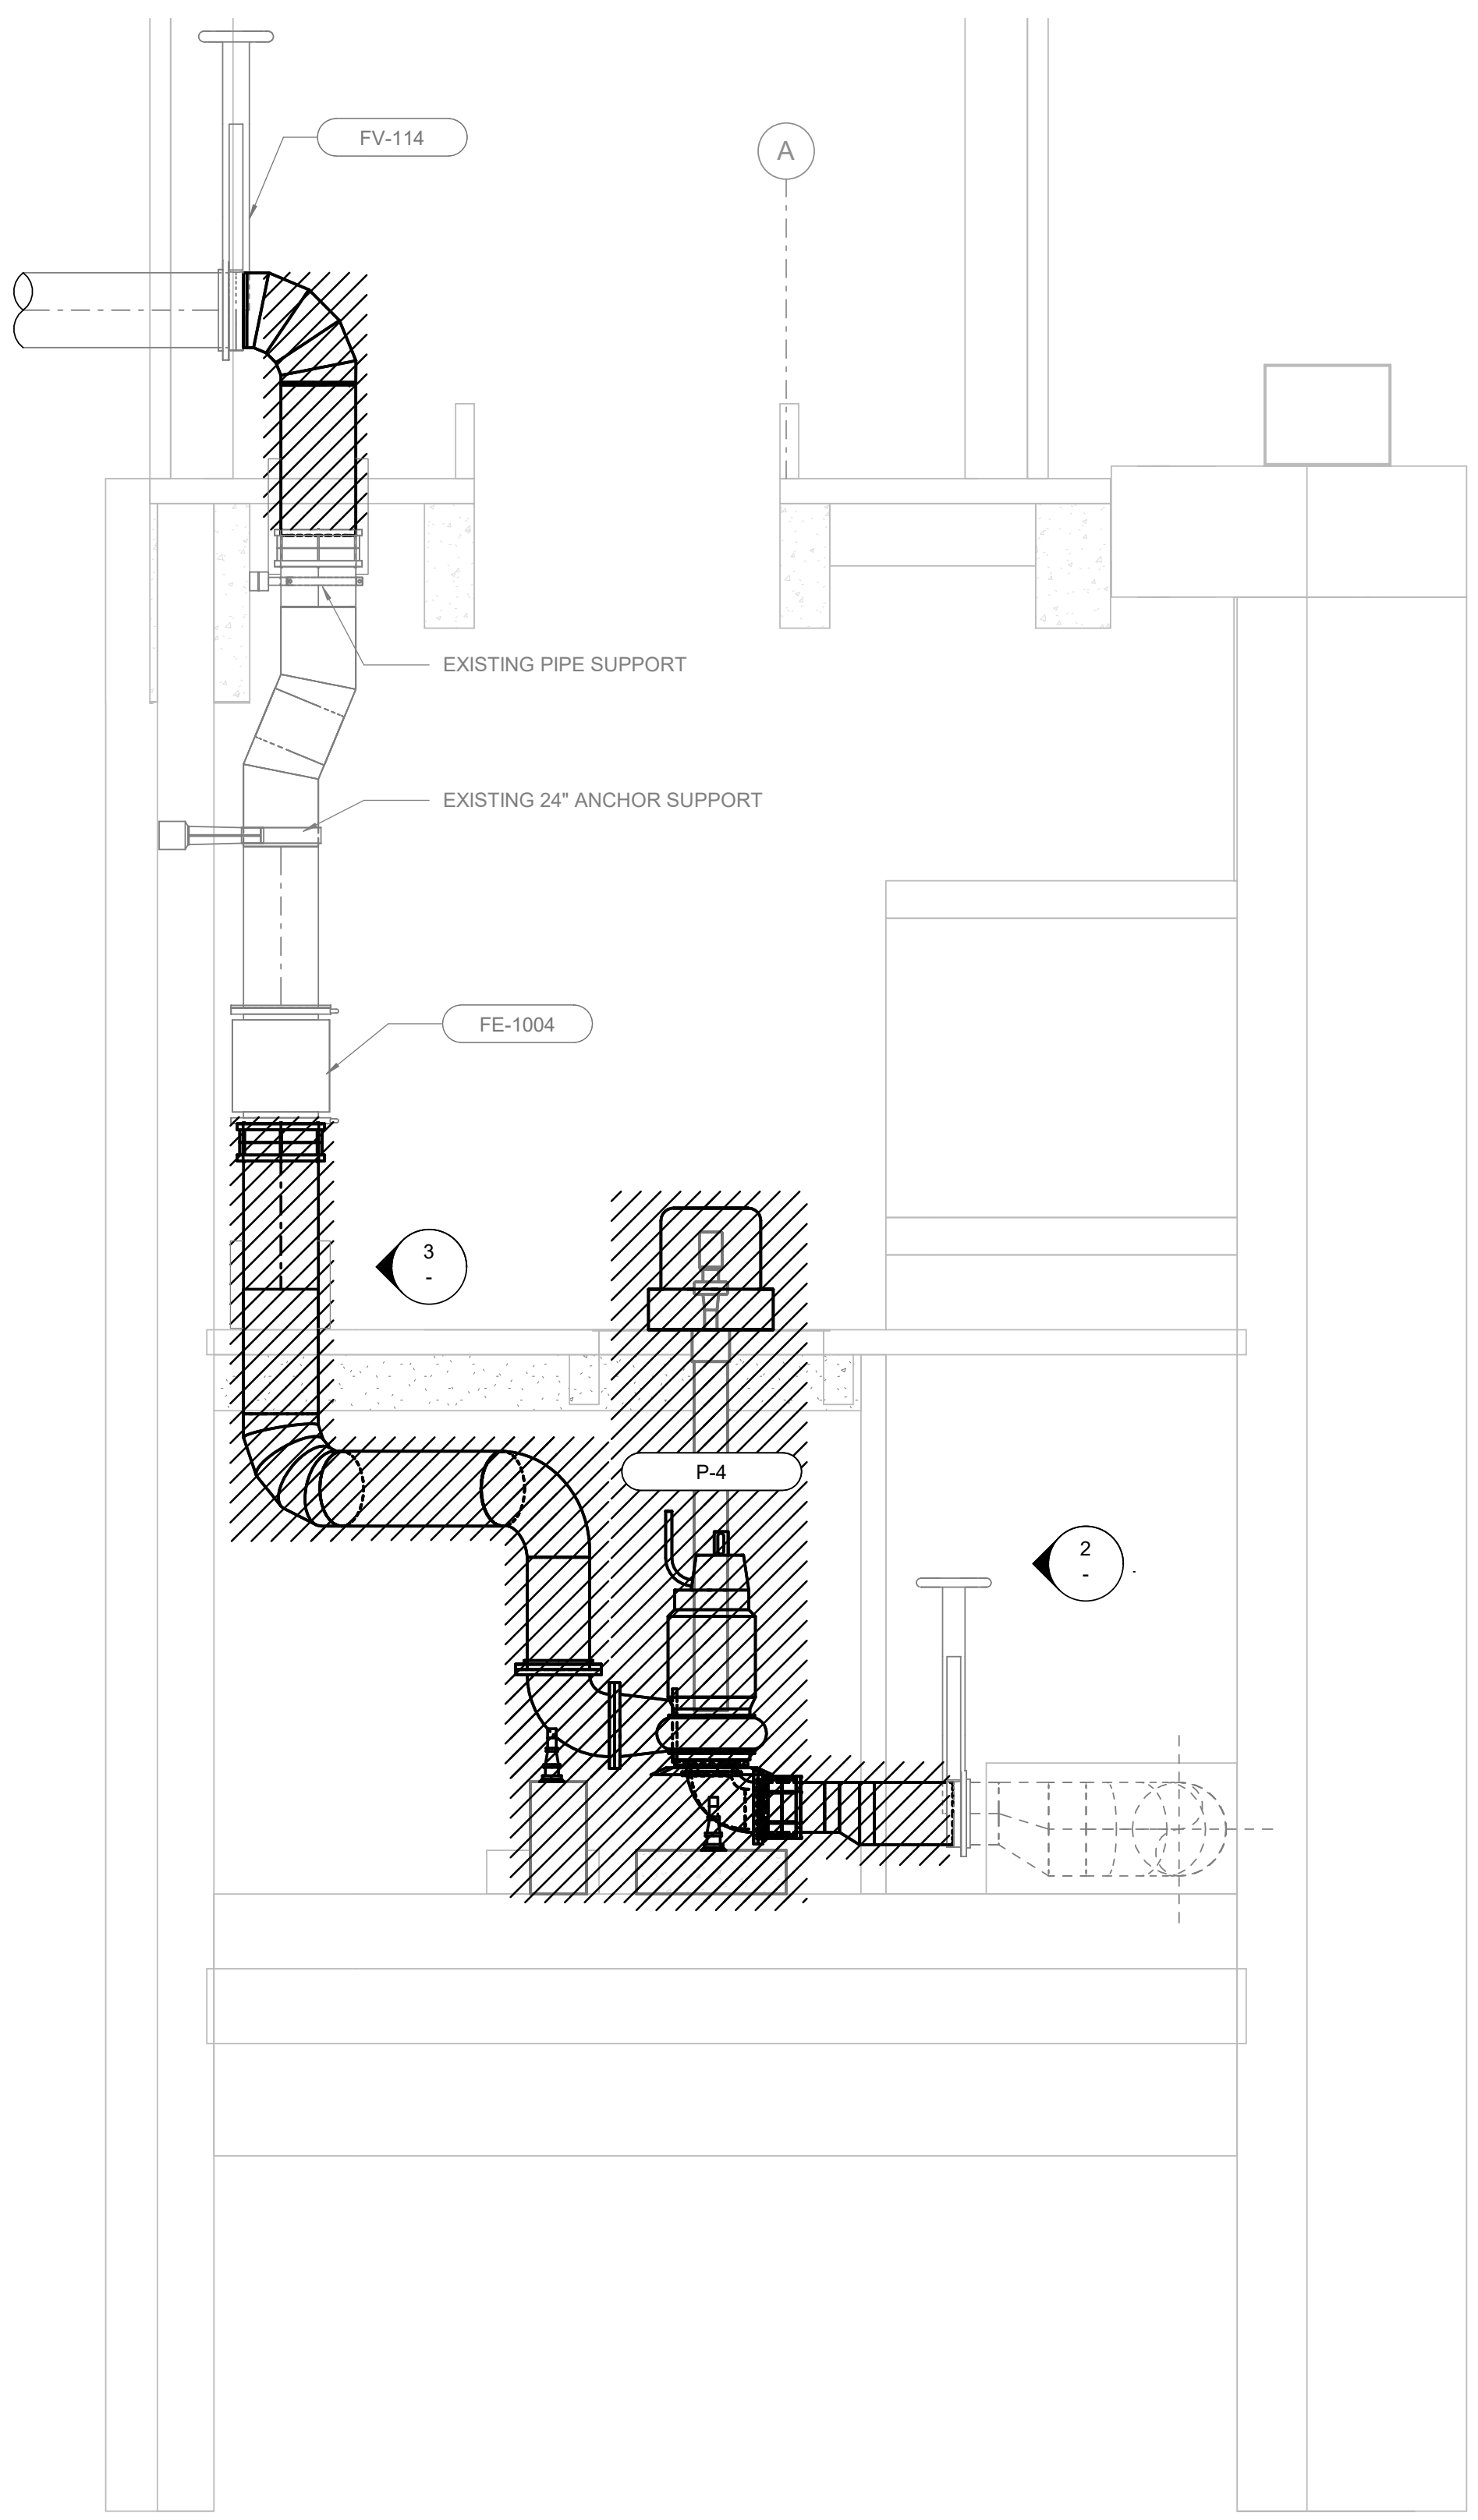 FV-114
A
EXISTING PIPE SUPPORT
EXISTING 24" ANCHOR SUPPORT
FE-1004
3
-
P-4
2
-